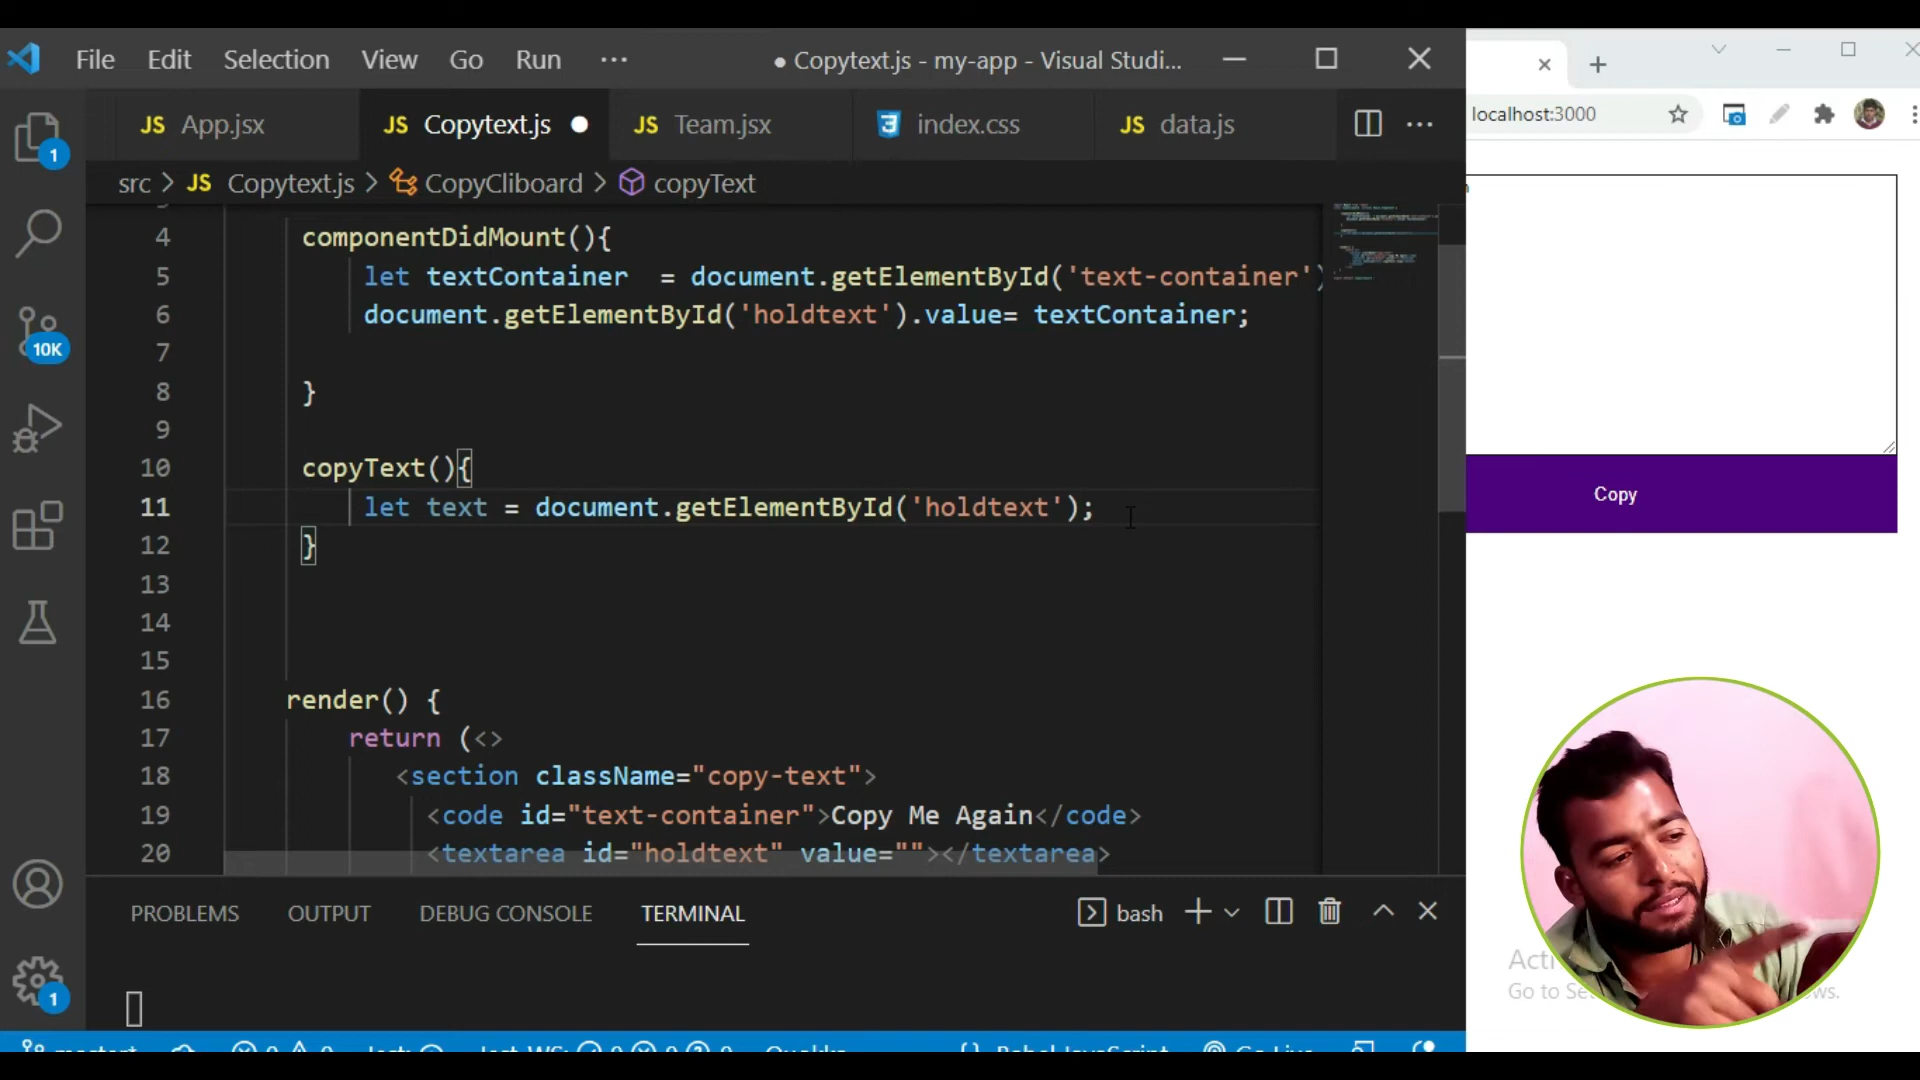 File Edit Selection View Go Run ··· ● Copytext.js - my-app - Visual Studi...
JS App.jsx JS Copytext.js ● JS Team.jsx index.css JS data.js
src > JS Copytext.js > CopyCliboard > copyText
4 componentDidMount(){
5 let textContainer  = document.getElementById('text-container')
6 document.getElementById('holdtext').value= textContainer;
7
8 }
9
10 copyText(){
11 let text = document.getElementById('holdtext');
12 }
13
14
15
16 render() {
17 return (<>
18 <section className="copy-text">
19 <code id="text-container">Copy Me Again</code>
20 <textarea id="holdtext" value=""></textarea>
1
10K
1
PROBLEMS OUTPUT DEBUG CONSOLE TERMINAL bash
Go Live
localhost:3000
Copy
Go to